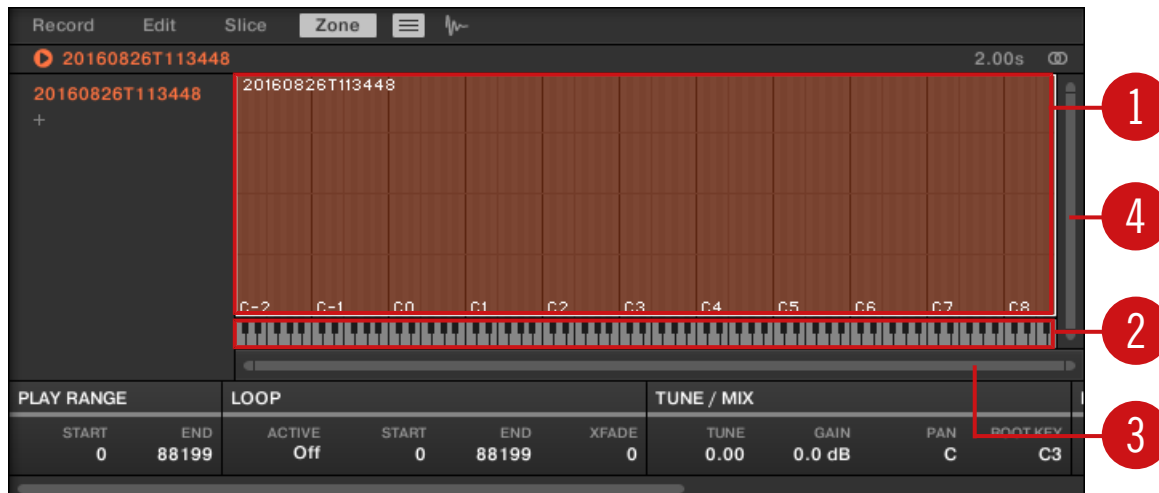 Record Edit Slice Zone
20160826T113448 2.00s
20160826T113448
+
20160826T113448
1
4
C-2 C-1 C0 C1 C2 C3 C4 C5 C6 C7 C8
2
PLAY RANGE LOOP TUNE / MIX
START END ACTIVE START END XFADE TUNE GAIN PAN ROOT KEY
0 88199 Off 0 88199 0 0.00 0.0 dB C C3
3